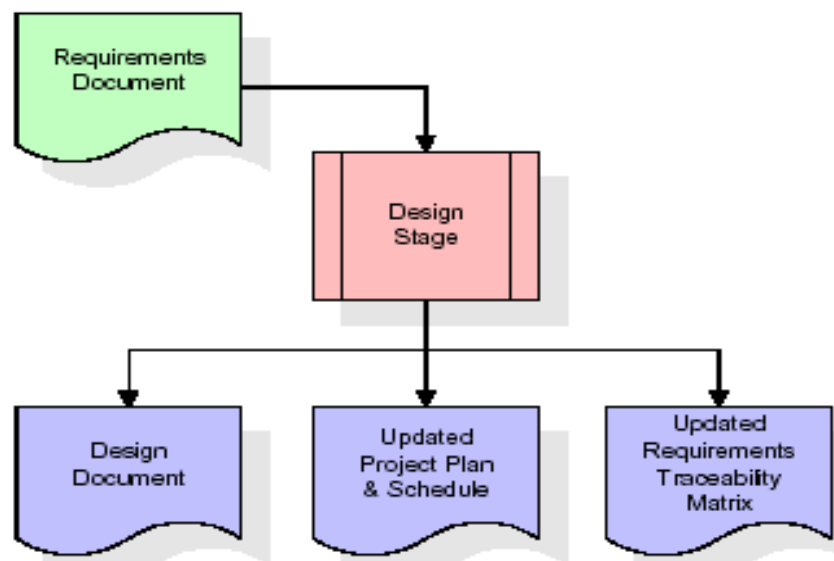 Requirements
Document
Design
Stage
Design
Document
Updated
Project Plan
& Schedule
Updated
Requirements
Traceability
Matrix